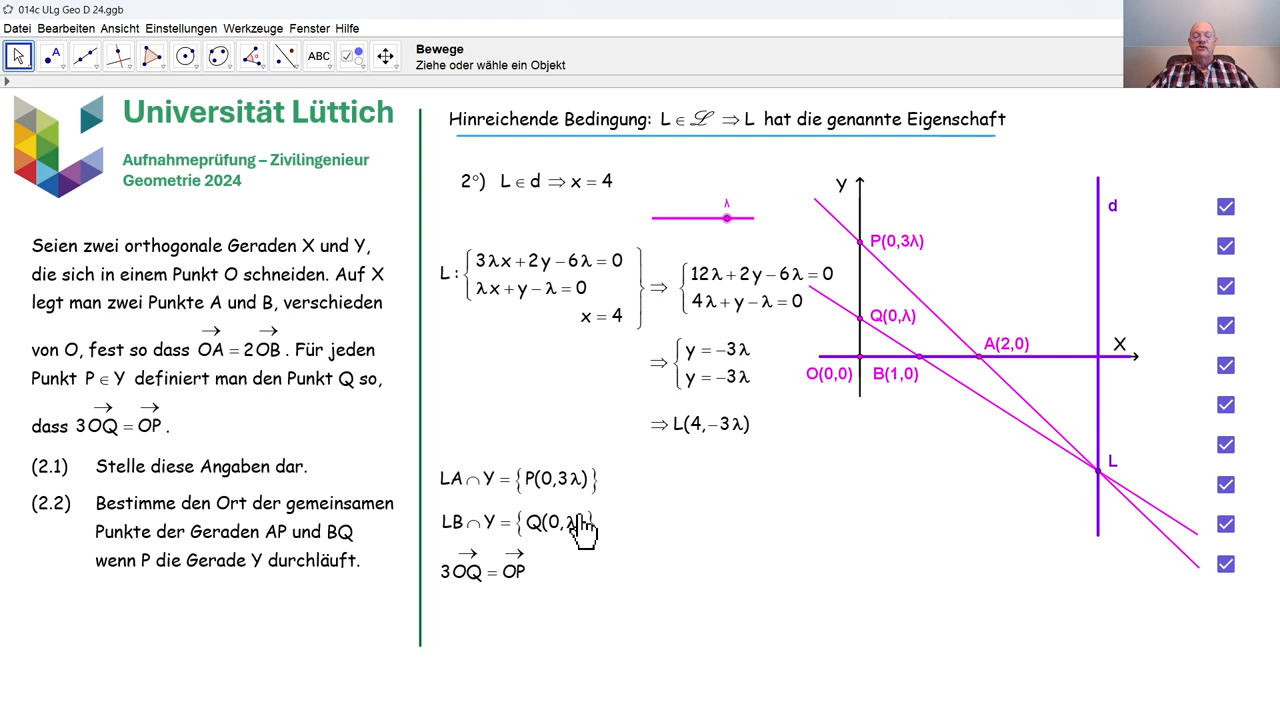 014c ULg Geo D 24.ggb
Datei Bearbeiten Ansicht Einstellungen Werkzeuge Fenster Hilfe
A
ABC
Bewege
Ziehe oder wähle ein Objekt
Universität Lüttich
Aufnahmeprüfung – Zivilingenieur
Geometrie 2024
Seien zwei orthogonale Geraden X und Y,
die sich in einem Punkt O schneiden. Auf X
legt man zwei Punkte A und B, verschieden
von O, fest so dass OA→ = 2OB→. Für jeden
Punkt P ∈ Y definiert man den Punkt Q so,
dass 3OQ→ = OP→.
(2.1) Stelle diese Angaben dar.
(2.2) Bestimme den Ort der gemeinsamen
Punkte der Geraden AP und BQ
wenn P die Gerade Y durchläuft.
Hinreichende Bedingung: L ∈ ℒ ⇒ L hat die genannte Eigenschaft
2°) L ∈ d ⇒ x = 4
λ
L : { 3λx + 2y – 6λ = 0
λx + y – λ = 0
x = 4 }
⇒ { 12λ + 2y – 6λ = 0
4λ + y – λ = 0
⇒ { y = –3λ
y = –3λ
⇒ L(4,–3λ)
LA ∩ Y = { P(0,3λ) }
LB ∩ Y = { Q(0,λ) }
3OQ→ = OP→
Y
d
P(0,3λ)
Q(0,λ)
A(2,0)
X
O(0,0)
B(1,0)
L